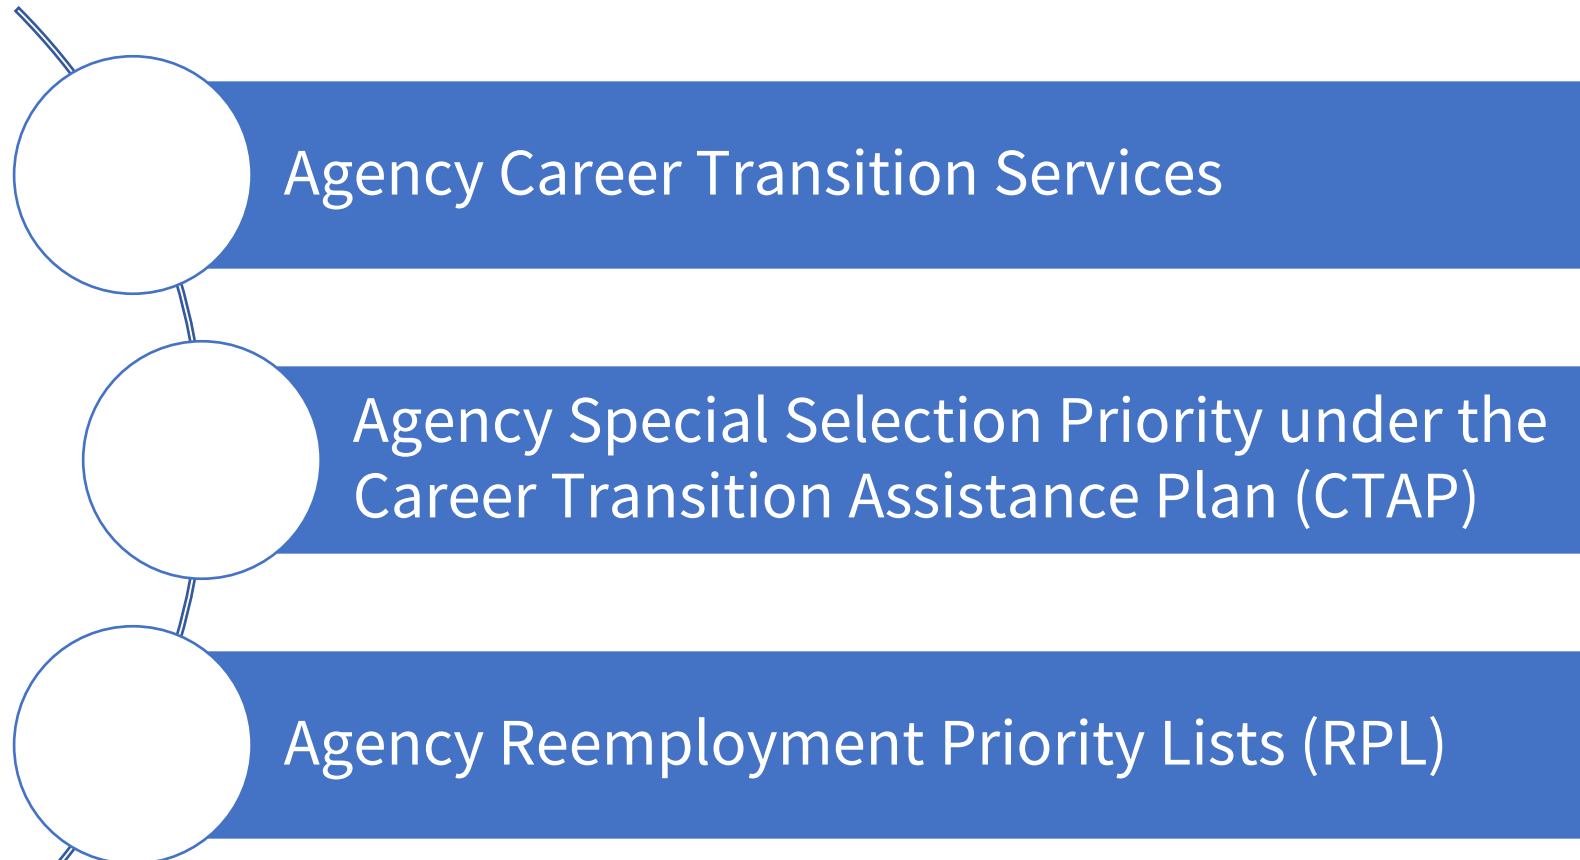 Agency Career Transition Services
Agency Special Selection Priority under the
Career Transition Assistance Plan (CTAP)
Agency Reemployment Priority Lists (RPL)